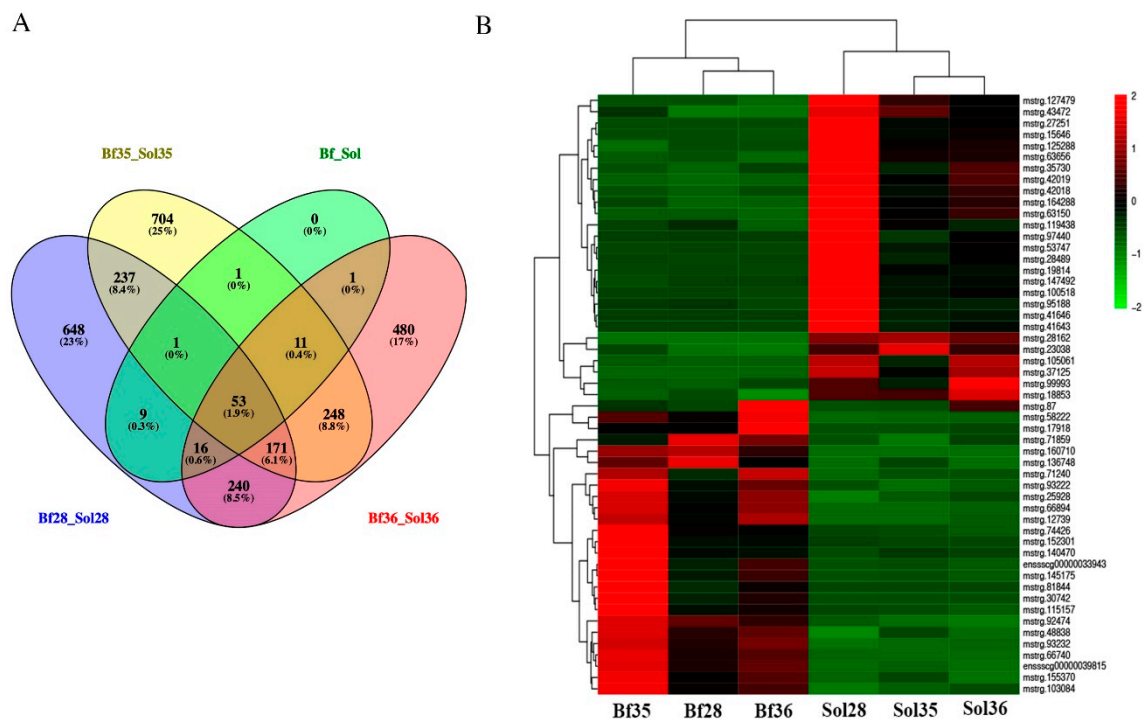 A
B
Bf35_Sol35
Bf_Sol
704
(25%)
0
(0%)
237
(8.4%)
1
(0%)
1
(0%)
648
(23%)
1
(0%)
11
(0.4%)
480
(17%)
9
(0.3%)
53
(1.9%)
248
(8.8%)
16
(0.6%)
171
(6.1%)
240
(8.5%)
Bf28_Sol28
Bf36_Sol36
mstrg.127479
mstrg.43472
mstrg.27251
mstrg.15646
mstrg.125288
mstrg.63656
mstrg.35730
mstrg.42019
mstrg.42018
mstrg.164288
mstrg.63150
mstrg.119438
mstrg.97440
mstrg.53747
mstrg.28489
mstrg.19814
mstrg.147492
mstrg.100518
mstrg.95188
mstrg.41646
mstrg.41643
mstrg.28162
mstrg.23038
mstrg.105061
mstrg.37125
mstrg.99993
mstrg.18853
mstrg.87
mstrg.58222
mstrg.17918
mstrg.71859
mstrg.160710
mstrg.136748
mstrg.71240
mstrg.93222
mstrg.25928
mstrg.66894
mstrg.12739
mstrg.74426
mstrg.152301
mstrg.140470
enssscg00000033943
mstrg.145175
mstrg.81844
mstrg.30742
mstrg.115157
mstrg.92474
mstrg.48838
mstrg.93232
mstrg.66740
enssscg00000039815
mstrg.155370
mstrg.103084
2
1
0
−1
−2
Bf35 Bf28 Bf36 Sol28 Sol35 Sol36